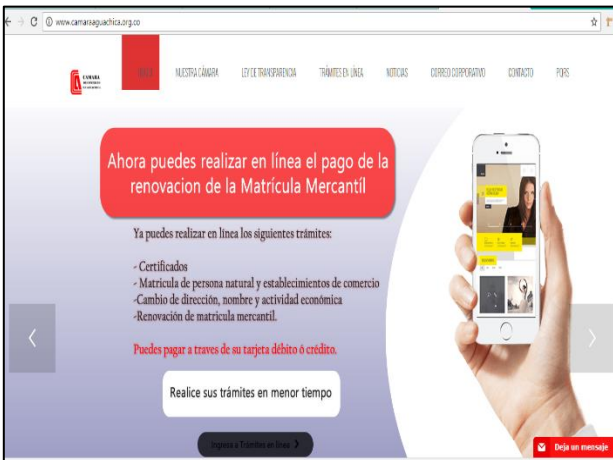 www.camaraaguachica.org.co
CAMARA
INICIO
NUESTRA CÁMARA
LEY DE TRANSPARENCIA
TRÁMITES EN LÍNEA
NOTICIAS
CORREO CORPORATIVO
CONTACTO
PQRS
Ahora puedes realizar en línea el pago de la
renovacion de la Matrícula Mercantíl
Ya puedes realizar en línea los siguientes trámites:
- Certificados
- Matricula de persona natural y establecimientos de comercio
-Cambio de dirección, nombre y actividad económica
-Renovación de matricula mercantil.
Puedes pagar a traves de su tarjeta débito ó crédito.
Realice sus trámites en menor tiempo
Ingrese a Trámites en línea
Deja un mensaje